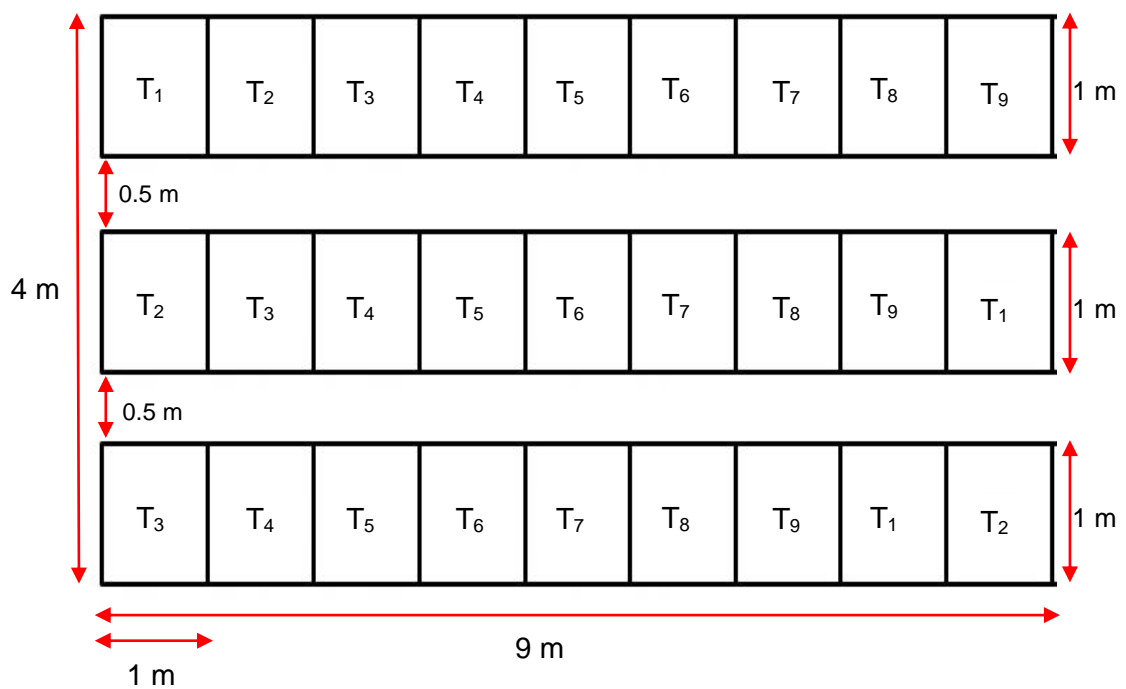 T₁ T₂ T₃ T₄ T₅ T₆ T₇ T₈ T₉ 1 m
0.5 m
4 m
T₂ T₃ T₄ T₅ T₆ T₇ T₈ T₉ T₁ 1 m
0.5 m
T₃ T₄ T₅ T₆ T₇ T₈ T₉ T₁ T₂ 1 m
9 m
1 m